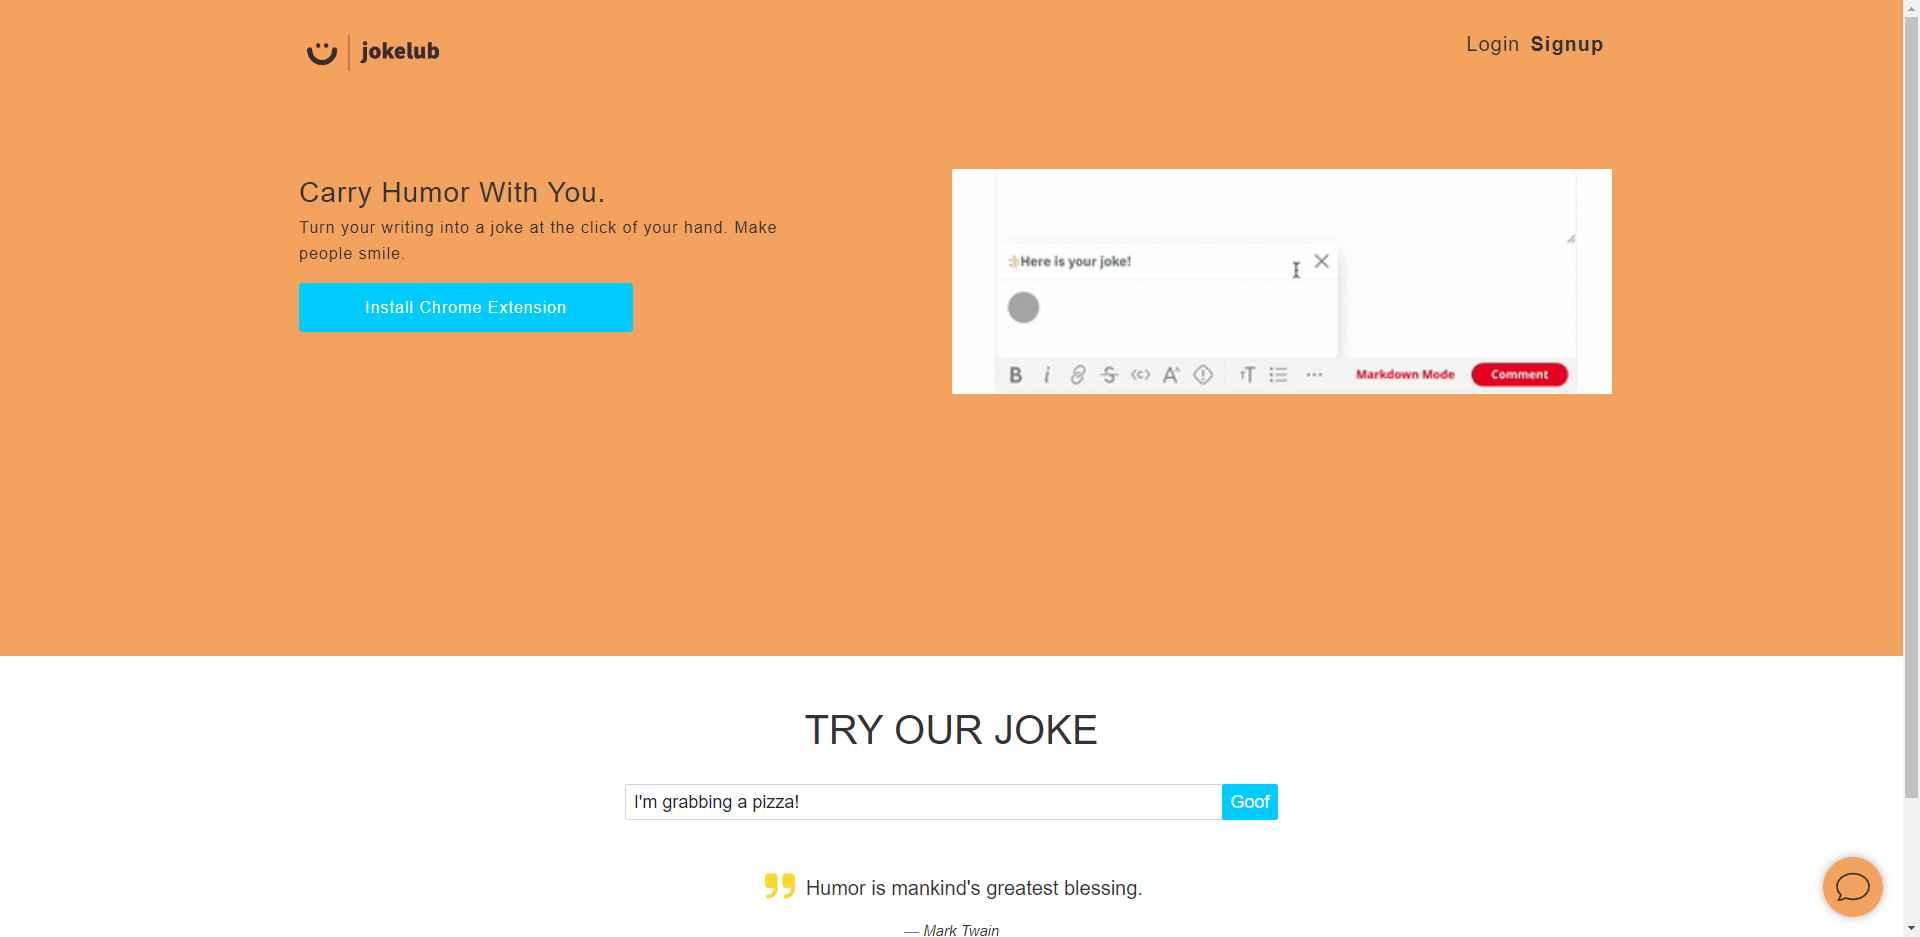 jokelub
Login Signup
Carry Humor With You.
Turn your writing into a joke at the click of your hand. Make
people smile.
Install Chrome Extension
Here is your joke!
Markdown Mode Comment
TRY OUR JOKE
I'm grabbing a pizza! Goof
Humor is mankind's greatest blessing.
— Mark Twain